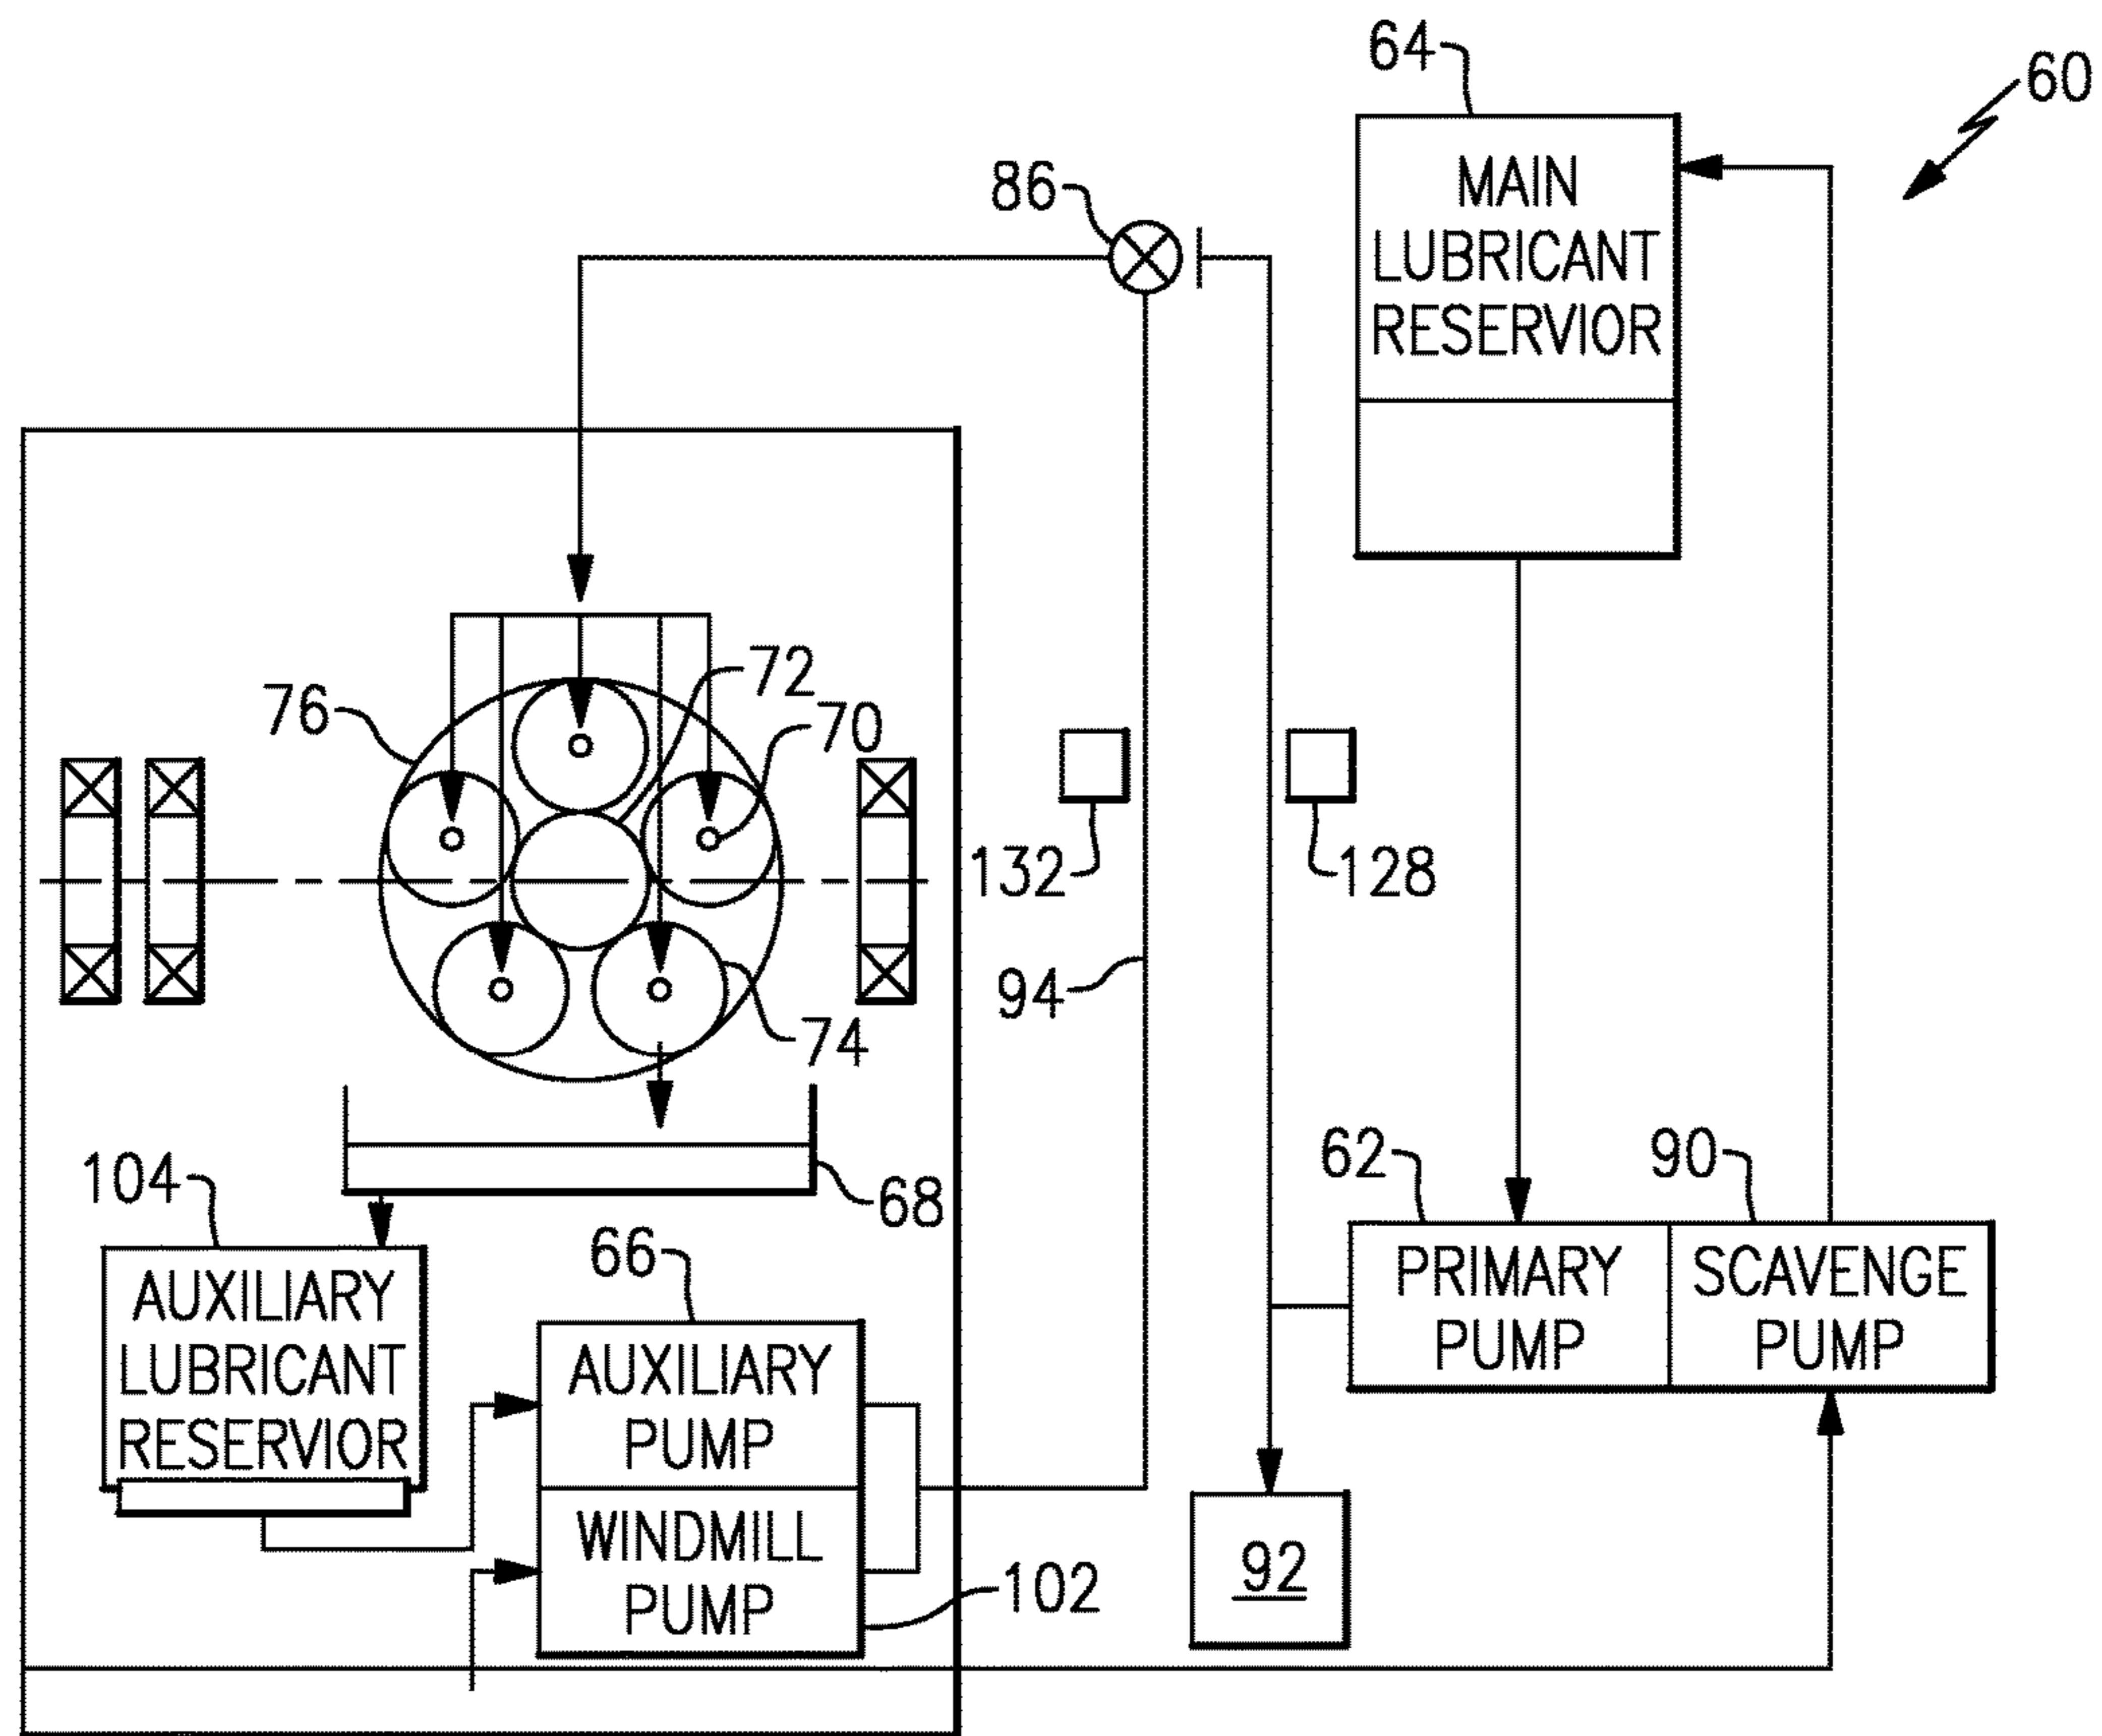 64
60
86
MAIN
LUBRICANT
RESERVIOR
72
76
70
132
128
94
74
62
90
104
68
66
PRIMARY
PUMP
SCAVENGE
PUMP
AUXILIARY
LUBRICANT
RESERVIOR
AUXILIARY
PUMP
WINDMILL
PUMP
92
102